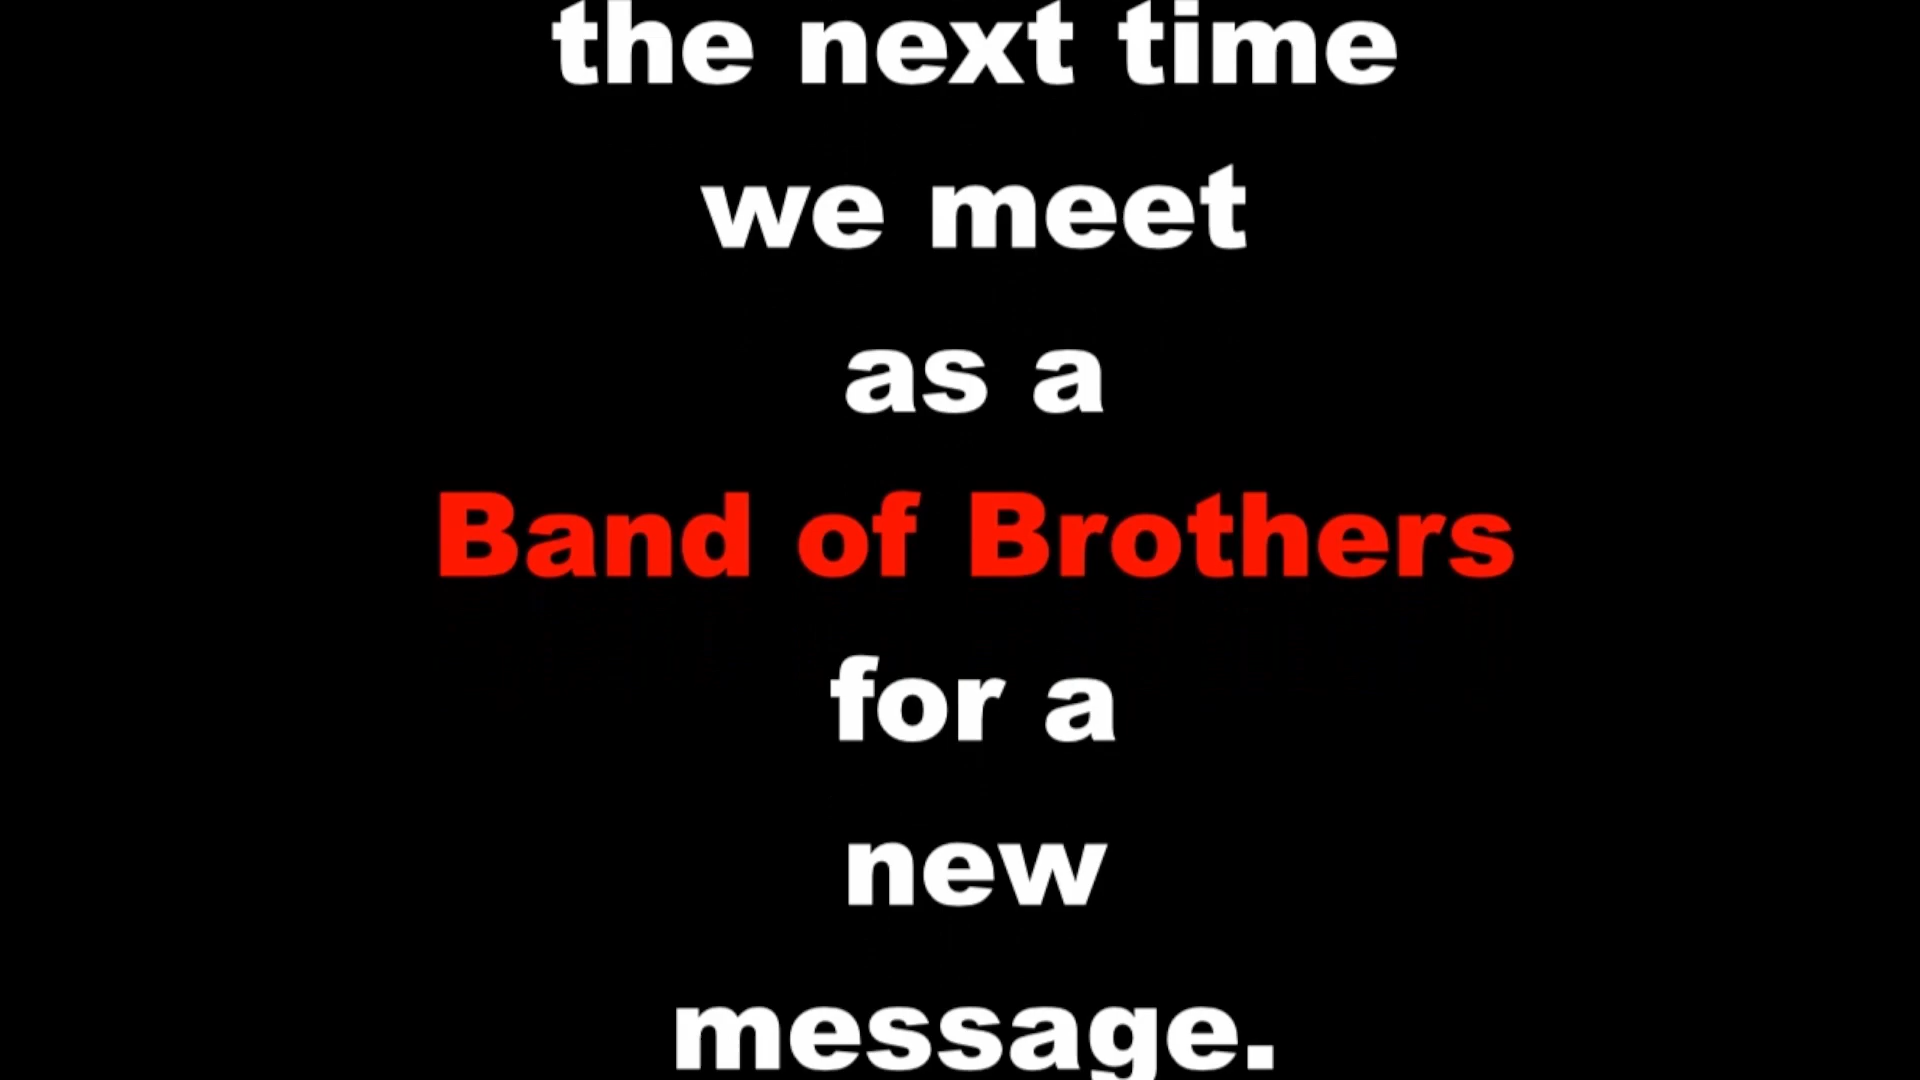 the next time
we meet
as a
Band of Brothers
for a
new
message.